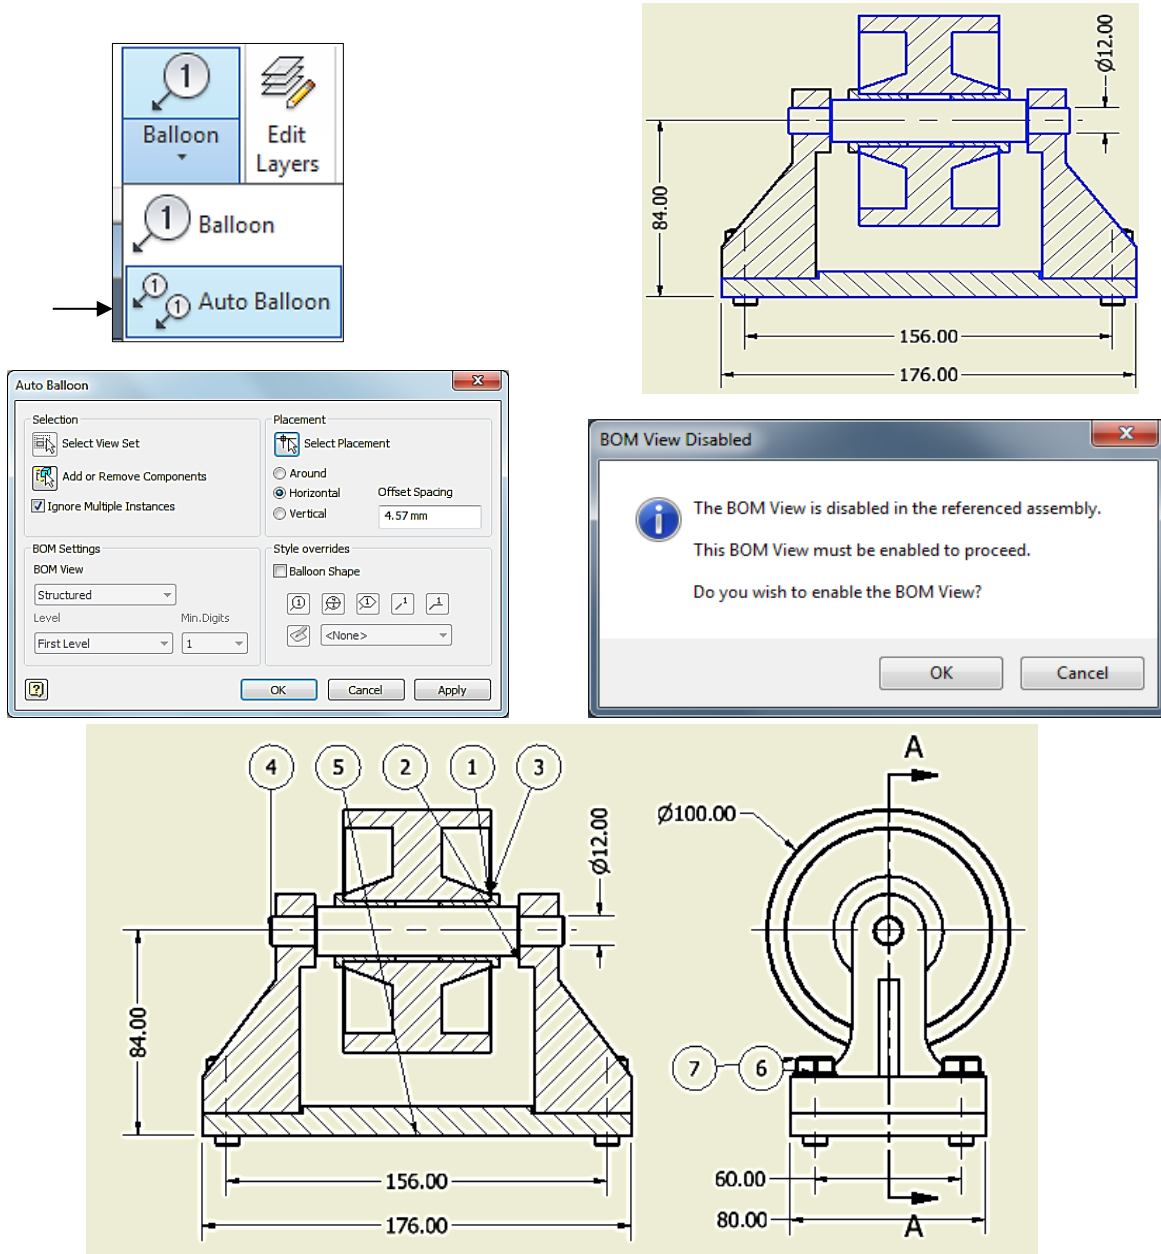 1
Balloon
Edit
Layers
1
Balloon
1
1
Auto Balloon
Ø12.00
84.00
156.00
176.00
Auto Balloon
Selection
Select View Set
Add or Remove Components
Ignore Multiple Instances
Placement
Select Placement
Around
Horizontal
Vertical
Offset Spacing
4.57 mm
BOM Settings
BOM View
Structured
Level
Min.Digits
First Level
1
Style overrides
Balloon Shape
<None>
?
OK
Cancel
Apply
BOM View Disabled
The BOM View is disabled in the referenced assembly.
This BOM View must be enabled to proceed.
Do you wish to enable the BOM View?
OK
Cancel
4
5
2
1
3
Ø12.00
84.00
156.00
176.00
A
Ø100.00
7
6
60.00
80.00
A